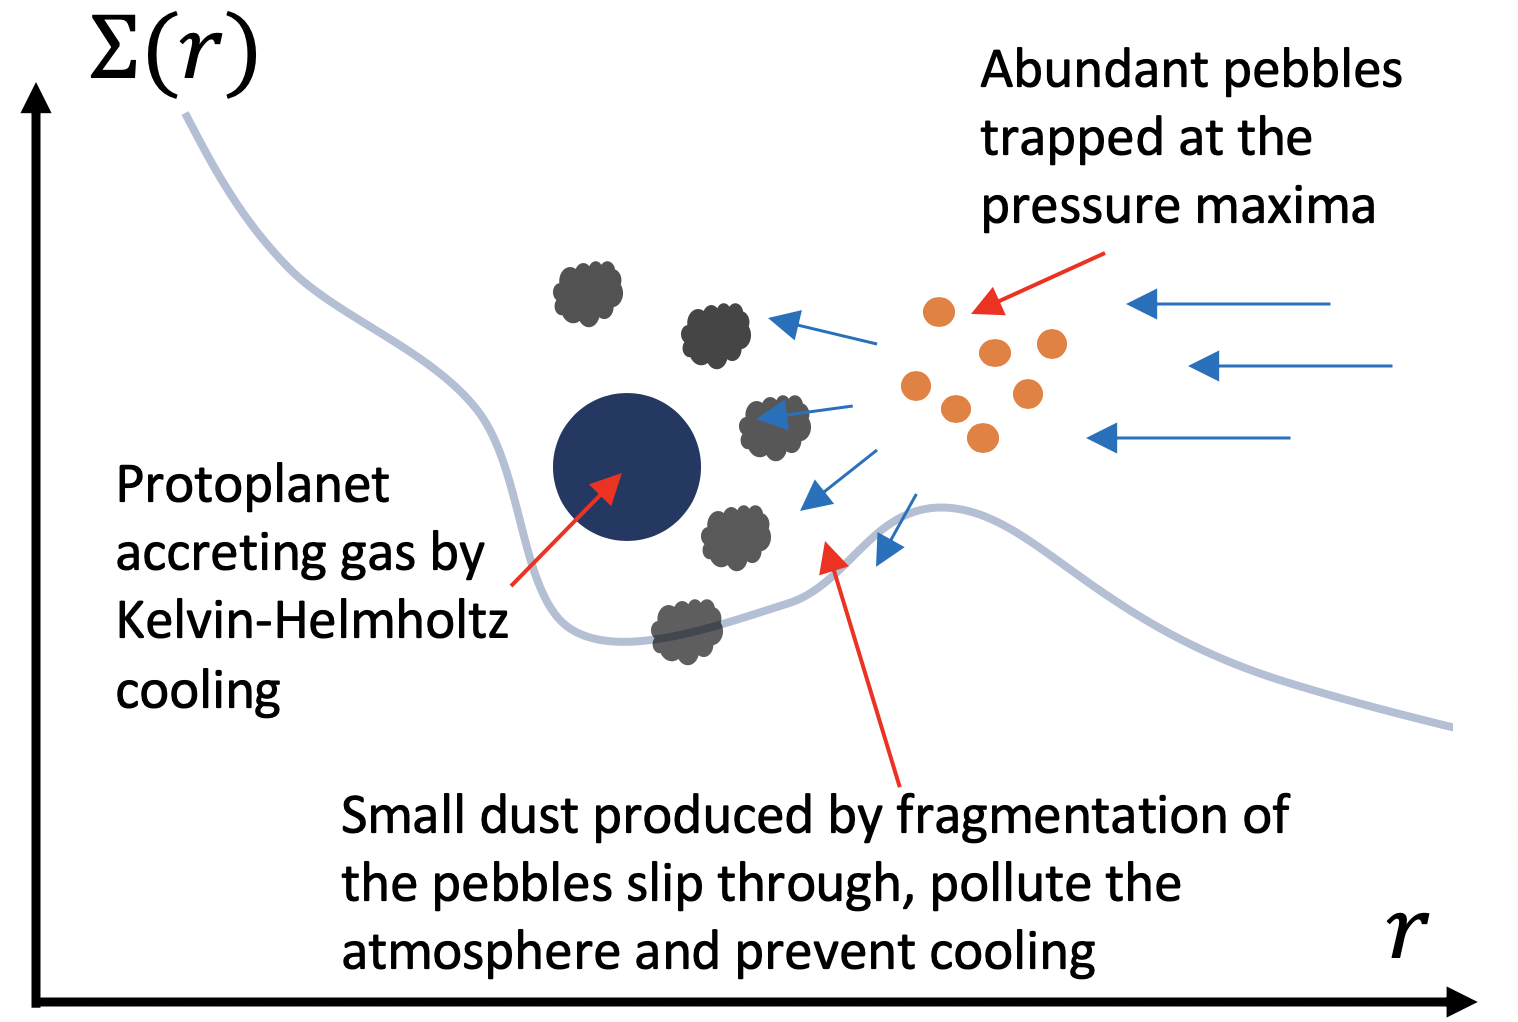 Σ(r)
Abundant pebbles
trapped at the
pressure maxima
Protoplanet
accreting gas by
Kelvin-Helmholtz
cooling
Small dust produced by fragmentation of
the pebbles slip through, pollute the
atmosphere and prevent cooling
r